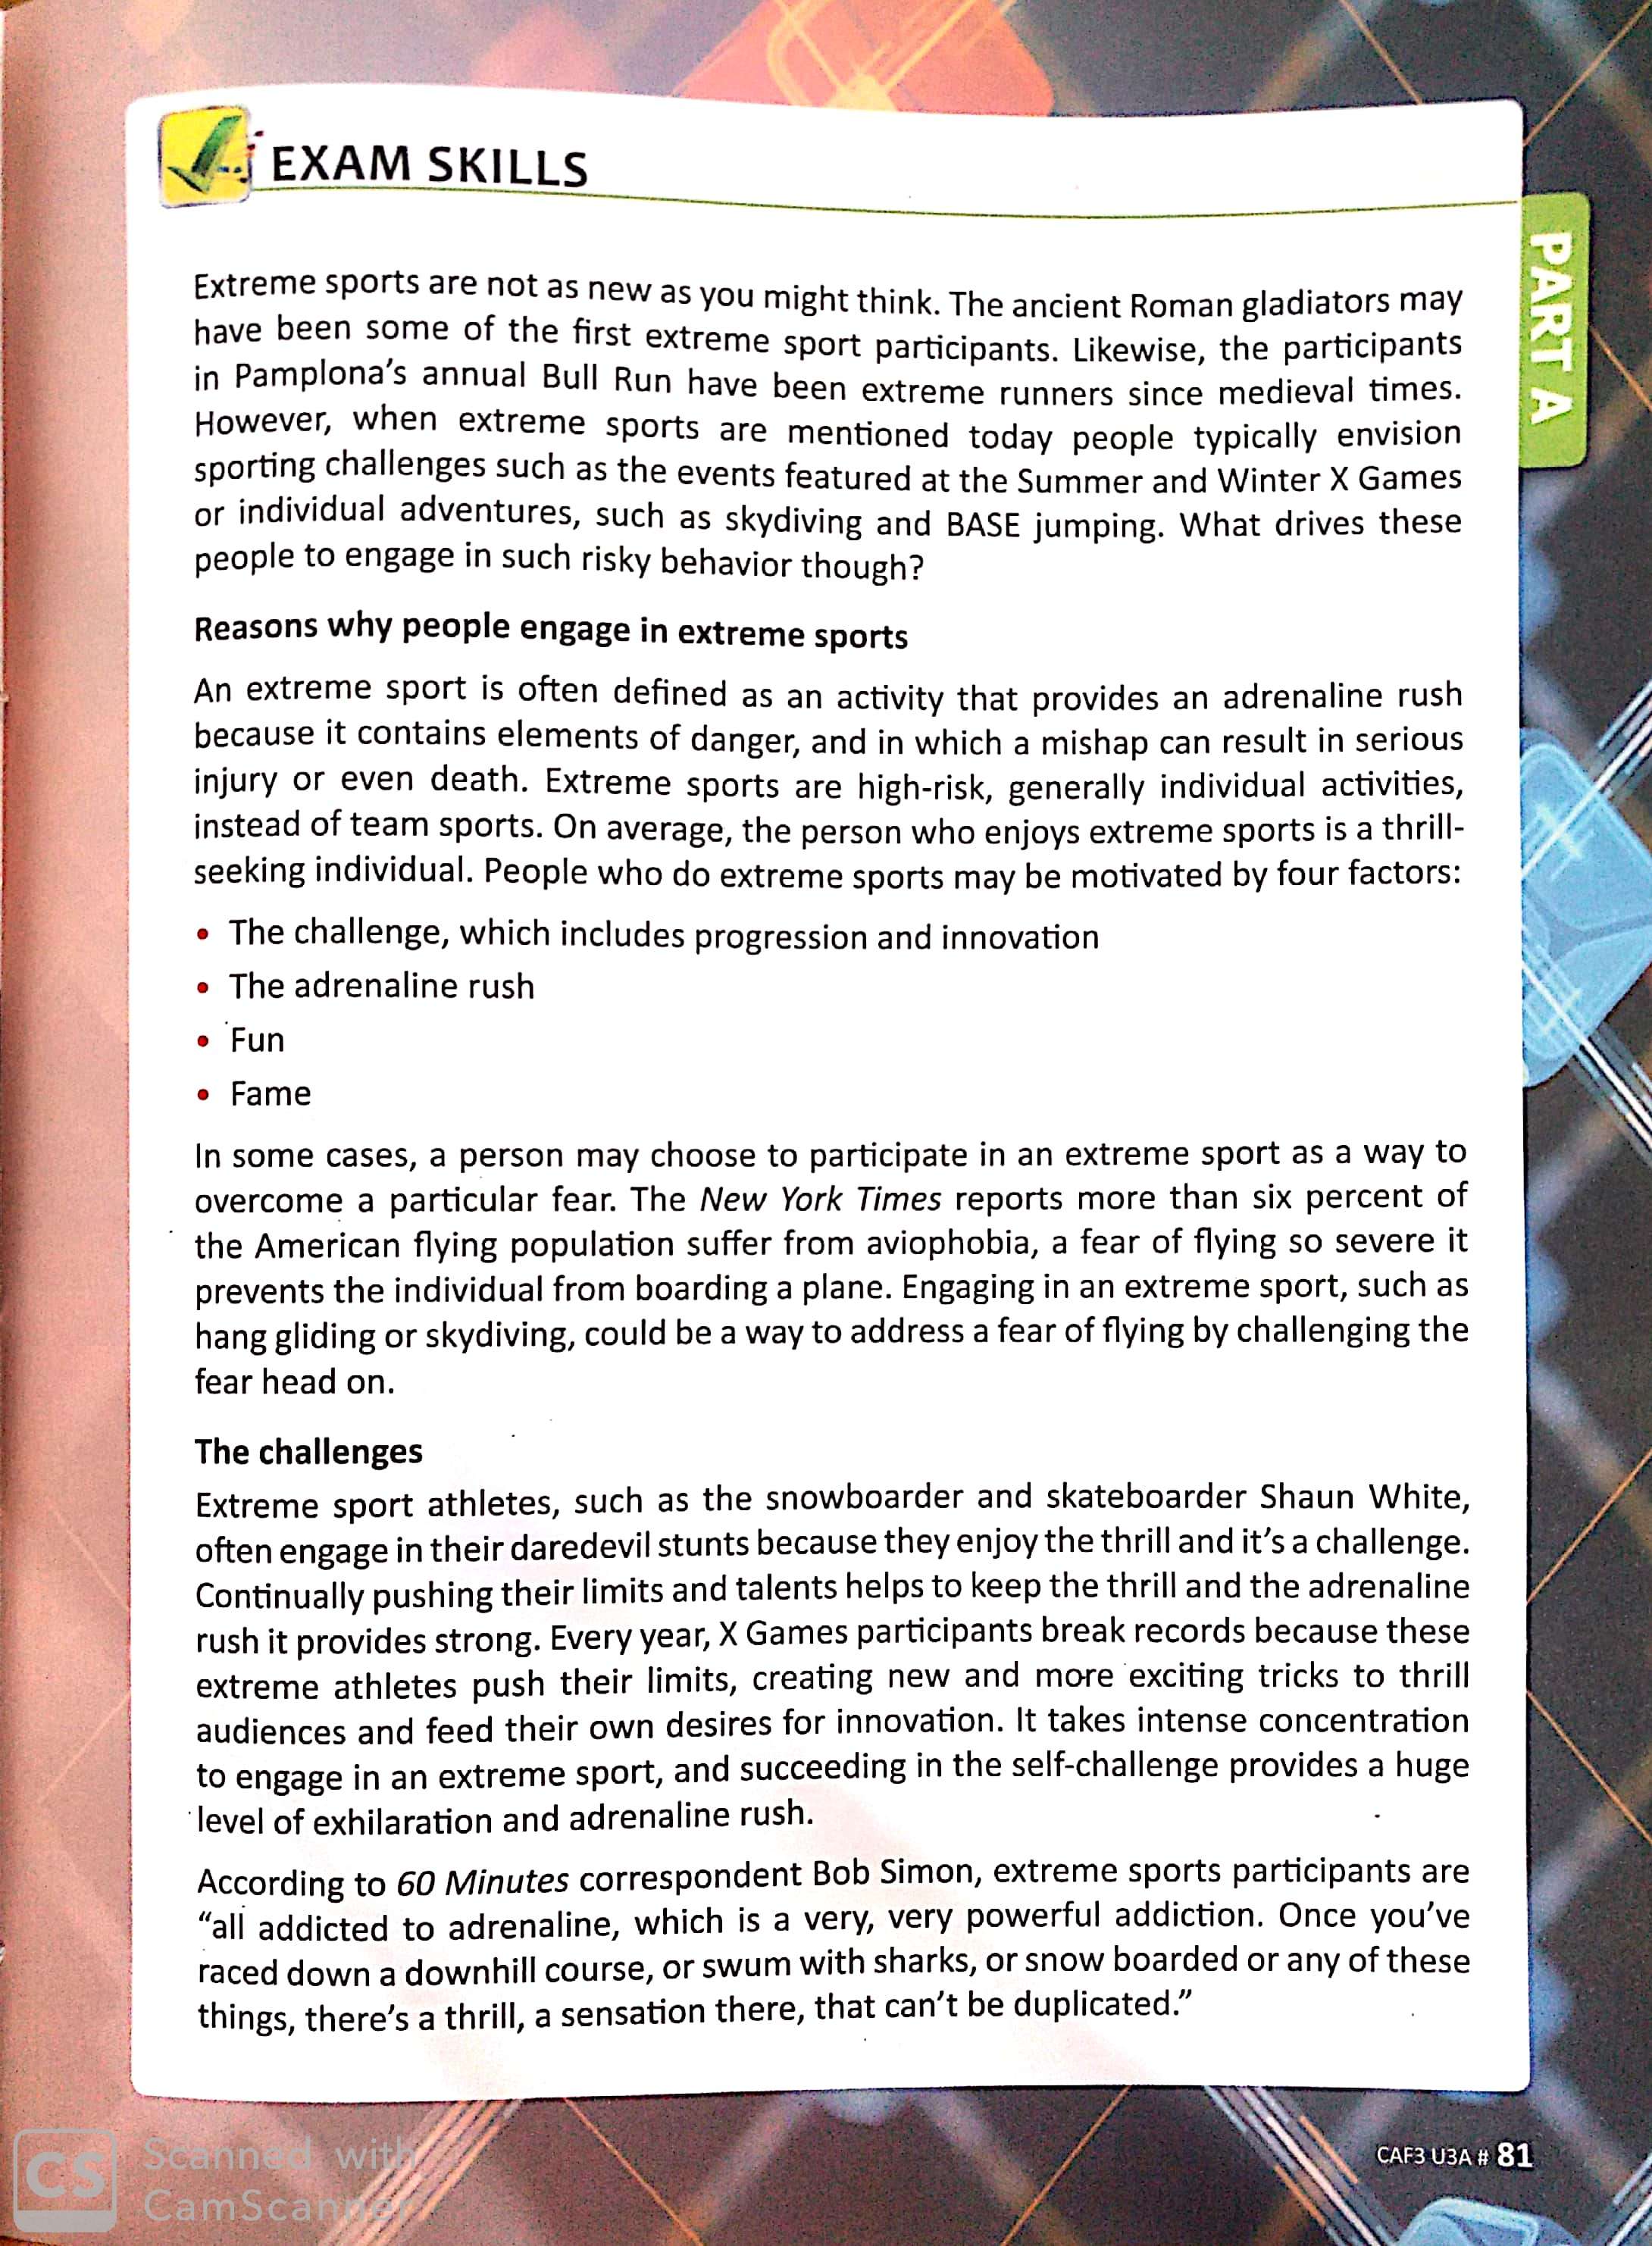 EXAM SKILLS
PART A
Extreme sports are not as new as you might think. The ancient Roman gladiators may
have been some of the first extreme sport participants. Likewise, the participants
in Pamplona's annual Bull Run have been extreme runners since medieval times.
However, when extreme sports are mentioned today people typically envision
sporting challenges such as the events featured at the Summer and Winter X Games
or individual adventures, such as skydiving and BASE jumping. What drives these
people to engage in such risky behavior though?
Reasons why people engage in extreme sports
An extreme sport is often defined as an activity that provides an adrenaline rush
because it contains elements of danger, and in which a mishap can result in serious
injury or even death. Extreme sports are high-risk, generally individual activities,
instead of team sports. On average, the person who enjoys extreme sports is a thrill-
seeking individual. People who do extreme sports may be motivated by four factors:
• The challenge, which includes progression and innovation
• The adrenaline rush
• Fun
• Fame
In some cases, a person may choose to participate in an extreme sport as a way to
overcome a particular fear. The New York Times reports more than six percent of
the American flying population suffer from aviophobia, a fear of flying so severe it
prevents the individual from boarding a plane. Engaging in an extreme sport, such as
hang gliding or skydiving, could be a way to address a fear of flying by challenging the
fear head on.
The challenges
Extreme sport athletes, such as the snowboarder and skateboarder Shaun White,
often engage in their daredevil stunts because they enjoy the thrill and it's a challenge.
Continually pushing their limits and talents helps to keep the thrill and the adrenaline
rush it provides strong. Every year, X Games participants break records because these
extreme athletes push their limits, creating new and more exciting tricks to thrill
audiences and feed their own desires for innovation. It takes intense concentration
to engage in an extreme sport, and succeeding in the self-challenge provides a huge
level of exhilaration and adrenaline rush.
According to 60 Minutes correspondent Bob Simon, extreme sports participants are
"all addicted to adrenaline, which is a very, very powerful addiction. Once you've
raced down a downhill course, or swum with sharks, or snow boarded or any of these
things, there's a thrill, a sensation there, that can't be duplicated."
CAF3 U3A # 81
CS Scanned with
CamScanner